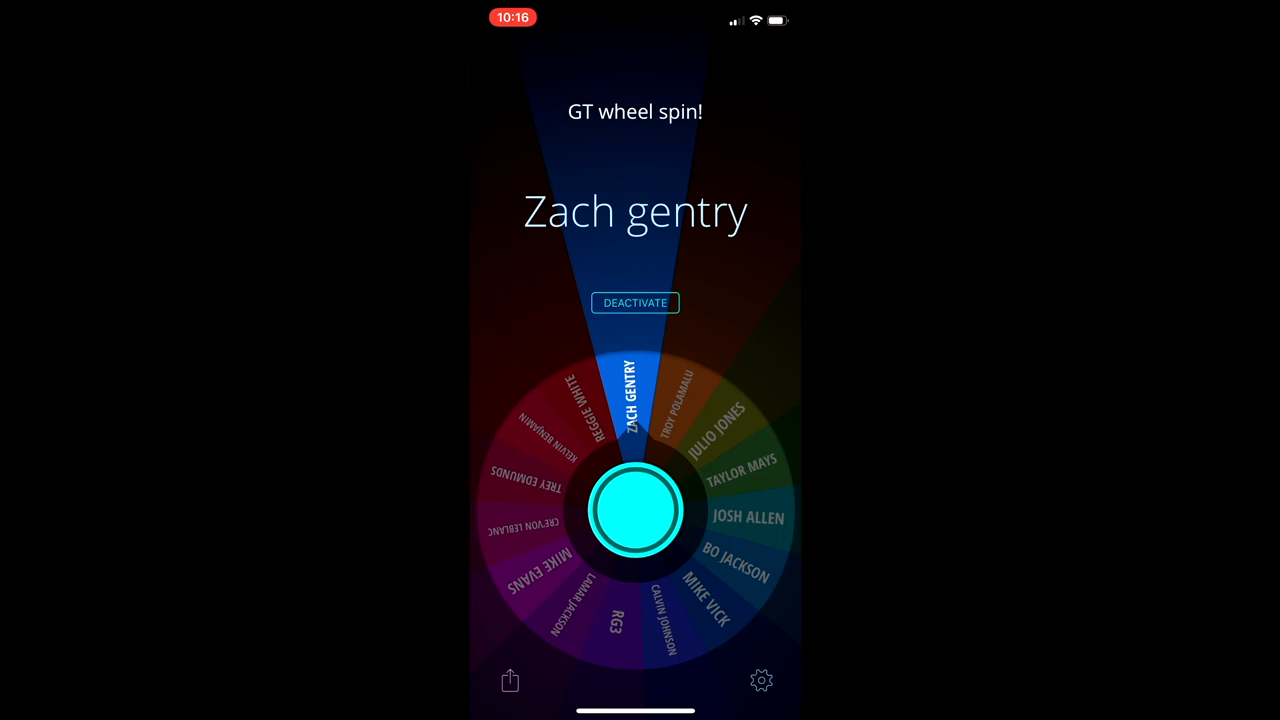 10:16
GT wheel spin!
Zach gentry
DEACTIVATE
ZACH GENTRY
TROY POLAMALU
JULIO JONES
TAYLOR MAYS
JOSH ALLEN
BO JACKSON
MIKE VICK
CALVIN JOHNSON
RG3
LAMAR JACKSON
MIKE EVANS
CREVON LEBLANC
TREY EDMUNDS
KELVIN BENJAMIN
REGGIE WHITE